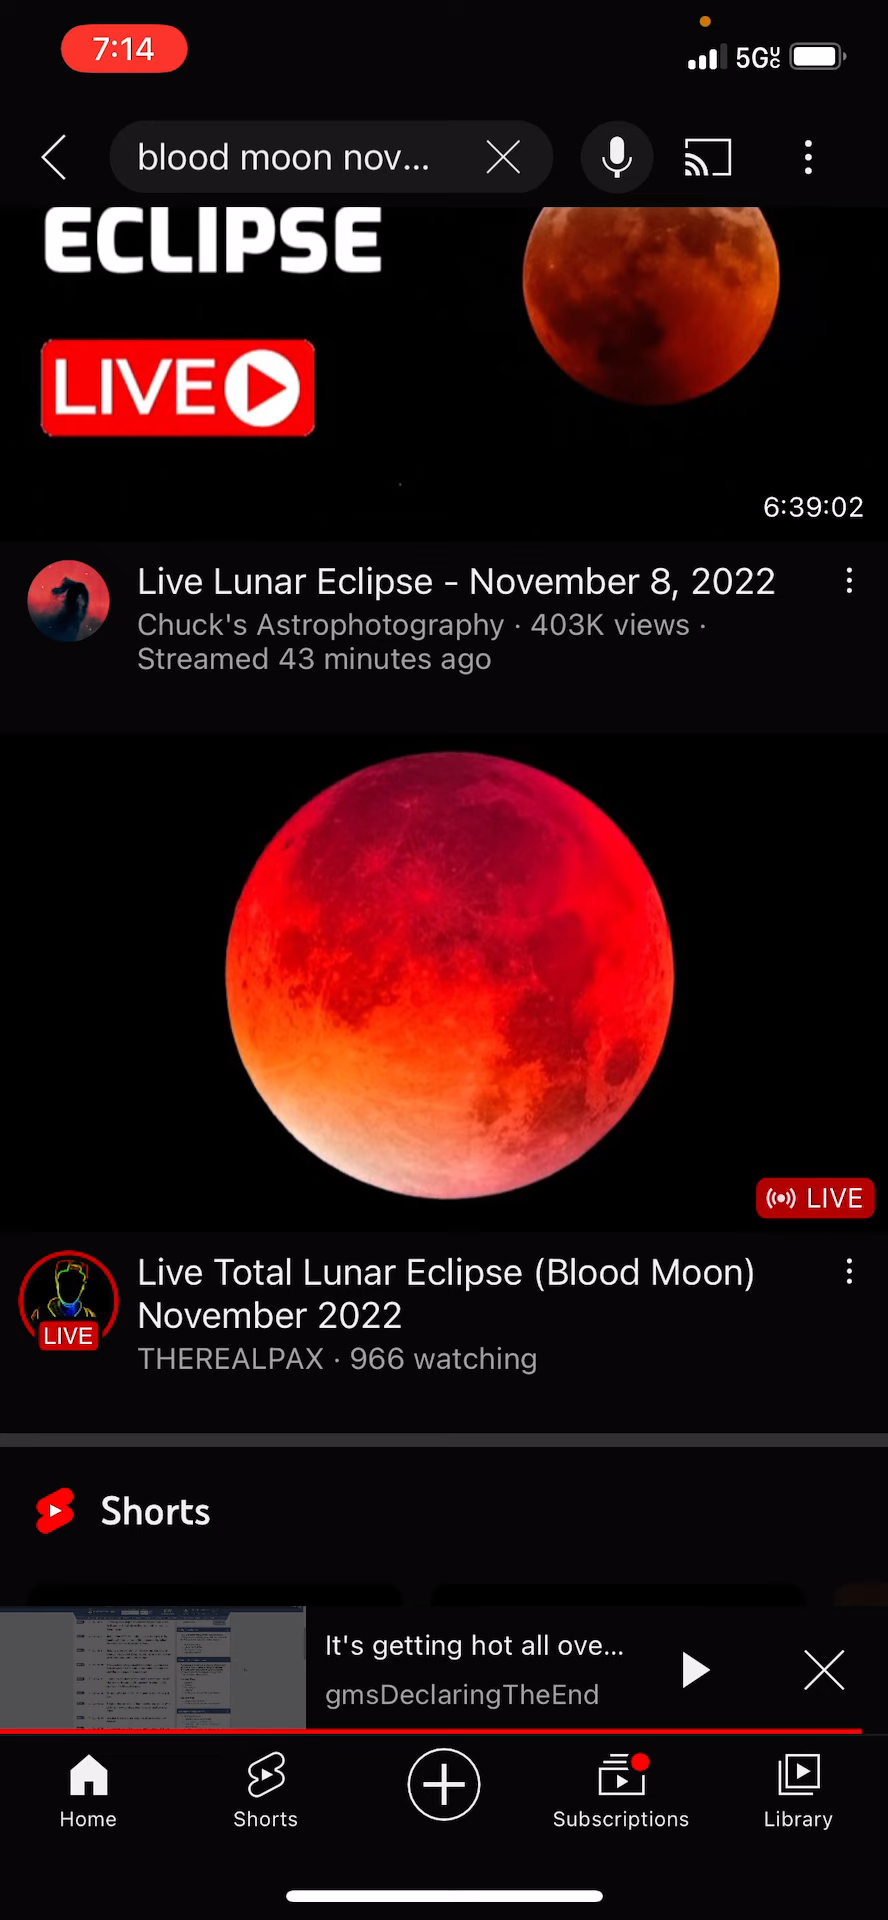 7:14
5GUC
blood moon nov...
ECLIPSE
LIVE
6:39:02
Live Lunar Eclipse - November 8, 2022
Chuck's Astrophotography · 403K views ·
Streamed 43 minutes ago
LIVE
Live Total Lunar Eclipse (Blood Moon)
November 2022
LIVE
THEREALPAX · 966 watching
Shorts
It's getting hot all ove...
gmsDeclaringTheEnd
Home
Shorts
Subscriptions
Library